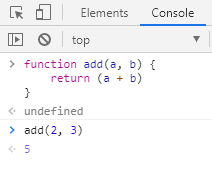 Elements Console
top
function add(a, b) {
    return (a + b)
}
undefined
add(2, 3)
5